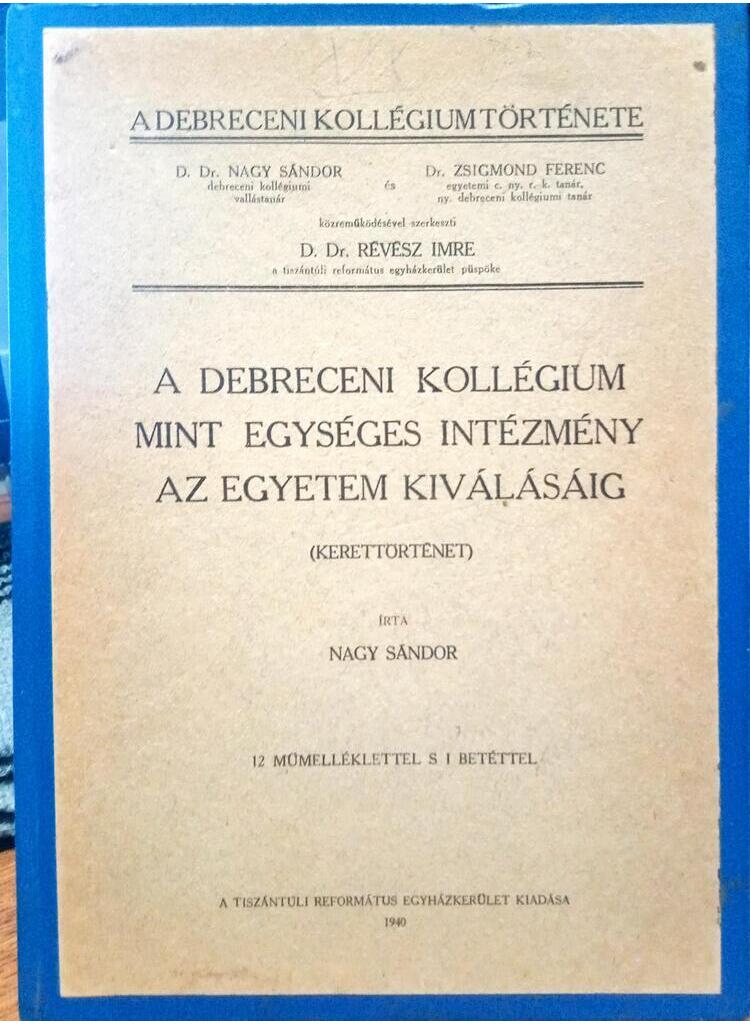 A DEBRECENI KOLLÉGIUM TÖRTÉNETE
D. Dr. NAGY SÁNDOR
debreceni kollégiumi
vallástanár
és
Dr. ZSIGMOND FERENC
egyetemi c. ny. r. k. tanár,
ny. debreceni kollégiumi tanár
közreműködésével szerkeszti
D. Dr. RÉVÉSZ IMRE
a tiszántúli református egyházkerület püspöke
A DEBRECENI KOLLÉGIUM
MINT EGYSÉGES INTÉZMÉNY
AZ EGYETEM KIVÁLÁSÁIG
(KERETTÖRTÉNET)
ÍRTA
NAGY SÁNDOR
12 MŰMELLÉKLETTEL S 1 BETÉTTEL
A TISZÁNTÚLI REFORMÁTUS EGYHÁZKERÜLET KIADÁSA
1940